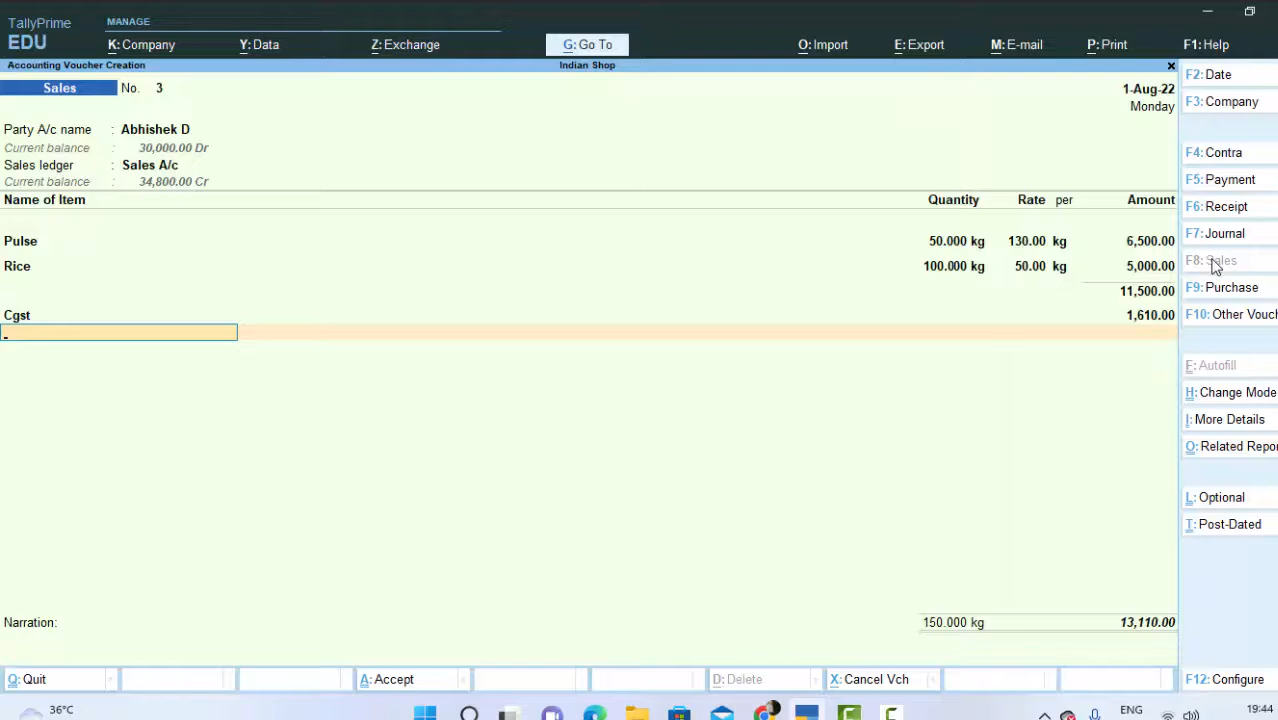 TallyPrime
EDU
MANAGE
K: Company
Y: Data
Z: Exchange
G: Go To
O: Import
E: Export
M: E-mail
P: Print
F1: Help
Accounting Voucher Creation
Indian Shop
Sales No. 3
1-Aug-22
Monday
Party A/c name : Abhishek D
Current balance : 30,000.00 Dr
Sales ledger : Sales A/c
Current balance : 34,800.00 Cr
Name of Item Quantity Rate per Amount
Pulse 50.000 kg 130.00 kg 6,500.00
Rice 100.000 kg 50.00 kg 5,000.00
11,500.00
Cgst 1,610.00
Narration: 150.000 kg 13,110.00
F2: Date
F3: Company
F4: Contra
F5: Payment
F6: Receipt
F7: Journal
F8: Sales
F9: Purchase
F10: Other Vouch
F: Autofill
H: Change Mode
I: More Details
O: Related Repor
L: Optional
T: Post-Dated
Q: Quit
A: Accept
D: Delete
X: Cancel Vch
F12: Configure
36°C
ENG
19:44